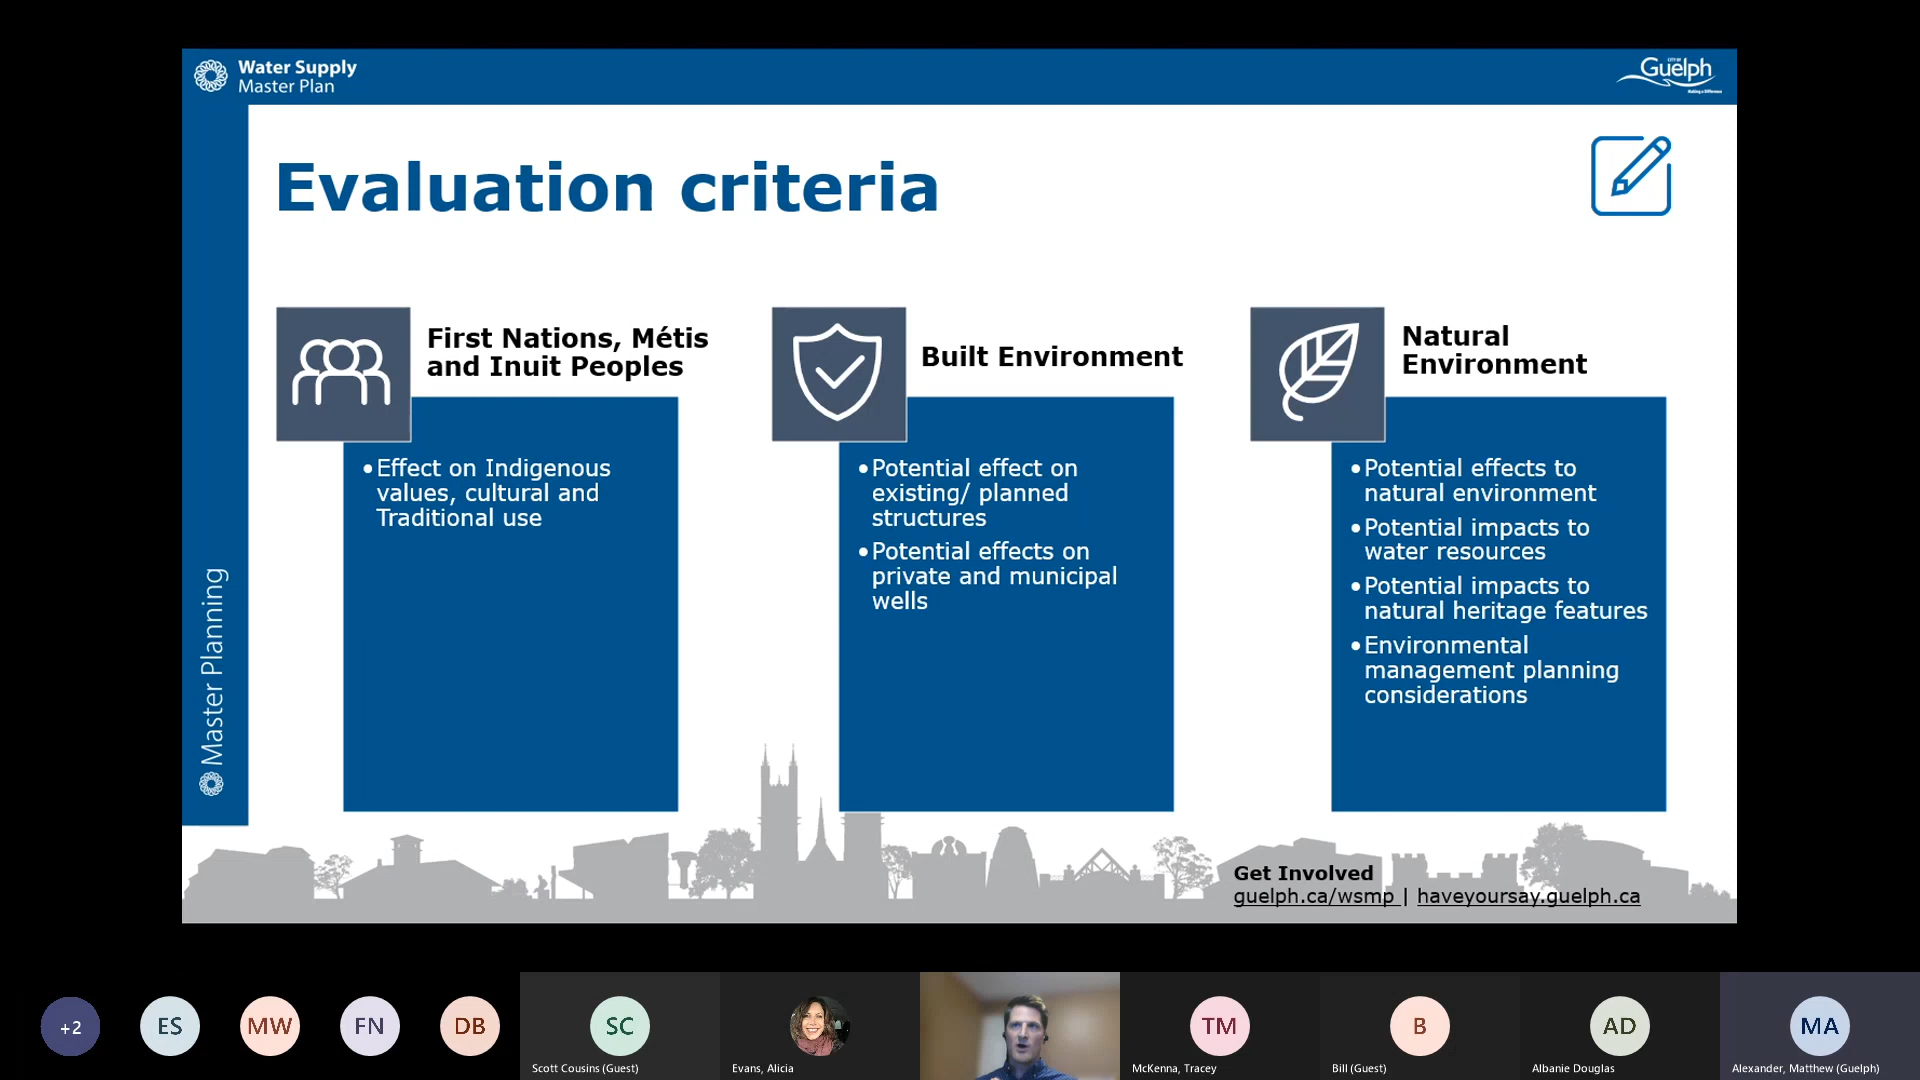 Water Supply
Master Plan
CITY OF
Guelph
Making a Difference
Evaluation criteria
First Nations, Métis
and Inuit Peoples
•Effect on Indigenous
values, cultural and
Traditional use
Built Environment
•Potential effect on
existing/ planned
structures
•Potential effects on
private and municipal
wells
Natural
Environment
•Potential effects to
natural environment
•Potential impacts to
water resources
•Potential impacts to
natural heritage features
•Environmental
management planning
considerations
Master Planning
Get Involved
guelph.ca/wsmp | haveyoursay.guelph.ca
+2
ES
MW
FN
DB
SC
Scott Cousins (Guest)
Evans, Alicia
TM
McKenna, Tracey
B
Bill (Guest)
AD
Albanie Douglas
MA
Alexander, Matthew (Guelph)